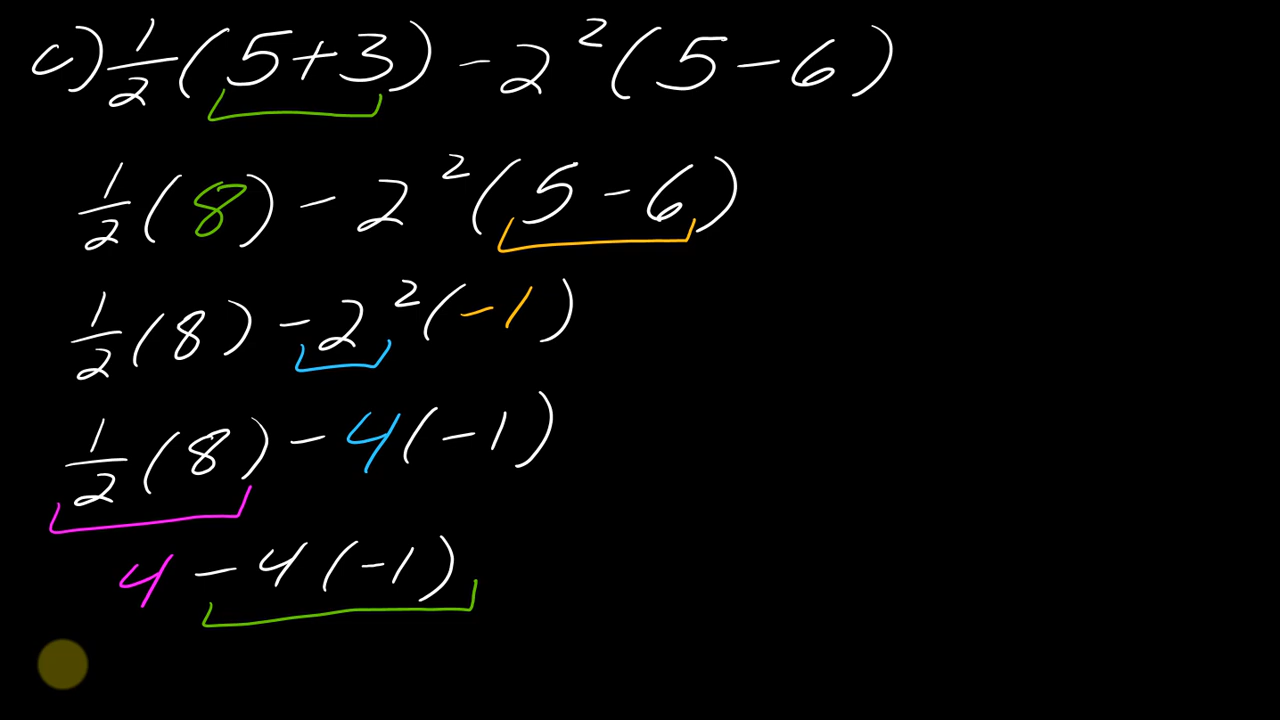 c) 1/2 (5+3) - 2² (5-6)
1/2 (8) - 2² (5-6)
1/2 (8) - 2² (-1)
1/2 (8) - 4 (-1)
4 - 4 (-1)